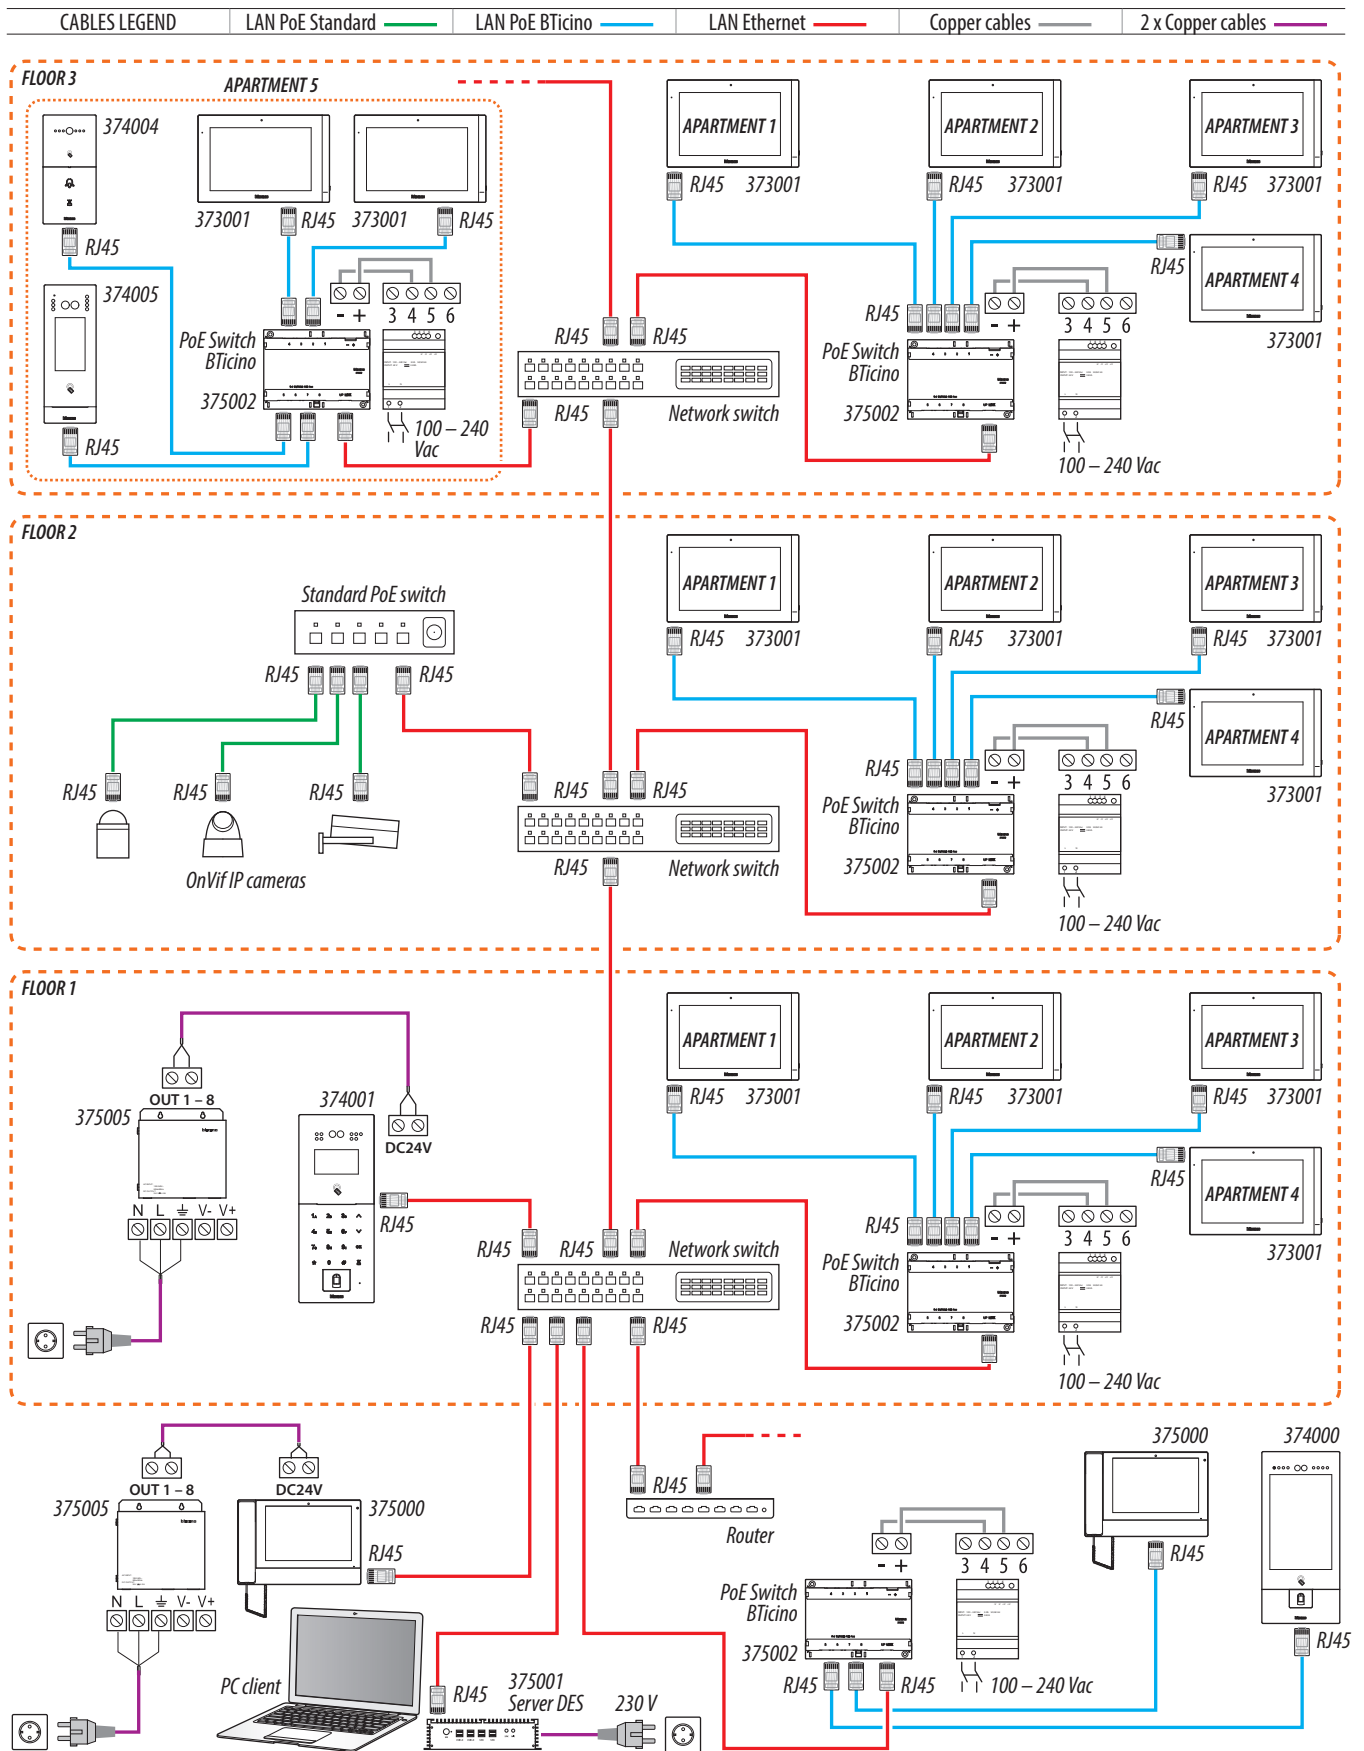 CABLES LEGEND
LAN PoE Standard
LAN PoE BTicino
LAN Ethernet
Copper cables
2 x Copper cables
FLOOR 3
APARTMENT 5
374004
RJ45
374005
RJ45
373001
RJ45
373001
RJ45
- +
3 4 5 6
PoE Switch
BTicino
375002
100 – 240
Vac
RJ45
RJ45
RJ45
Network switch
APARTMENT 1
RJ45 373001
APARTMENT 2
RJ45 373001
APARTMENT 3
RJ45 373001
APARTMENT 4
RJ45
373001
RJ45
- +
3 4 5 6
PoE Switch
BTicino
375002
100 – 240 Vac
FLOOR 2
Standard PoE switch
RJ45
RJ45
RJ45
RJ45
RJ45
OnVif IP cameras
RJ45
RJ45
RJ45
Network switch
APARTMENT 1
RJ45 373001
APARTMENT 2
RJ45 373001
APARTMENT 3
RJ45 373001
APARTMENT 4
RJ45
373001
RJ45
- +
3 4 5 6
PoE Switch
BTicino
375002
100 – 240 Vac
FLOOR 1
OUT 1 – 8
375005
N L V- V+
374001
DC24V
RJ45
RJ45
RJ45
Network switch
RJ45
RJ45
APARTMENT 1
RJ45 373001
APARTMENT 2
RJ45 373001
APARTMENT 3
RJ45 373001
APARTMENT 4
RJ45
373001
RJ45
- +
3 4 5 6
PoE Switch
BTicino
375002
100 – 240 Vac
OUT 1 – 8
375005
N L V- V+
DC24V
375000
RJ45
PC client
RJ45
375001
Server DES
230 V
RJ45
Router
- +
3 4 5 6
PoE Switch
BTicino
375002
RJ45
RJ45
100 – 240 Vac
375000
RJ45
374000
RJ45